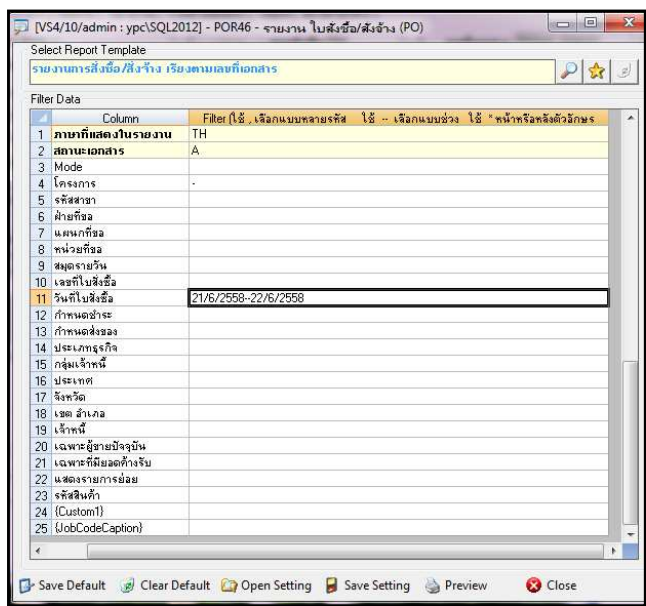 [VS4/10/admin : ypc\SQL2012] - POR46 - รายงาน ใบสั่งซื้อ/สั่งจ้าง (PO)
Select Report Template
รายงานการสั่งซื้อ/สั่งจ้าง เรียงตามเลขที่เอกสาร
Filter Data
Column Filter (ใช้ , เลือกแบบหลายรหัส ใช้ -- เลือกแบบช่วง ใช้ * หน้าหรือหลังตัวอักษร
1 ภาษาที่แสดงในรายงาน TH
2 สถานะเอกสาร A
3 Mode
4 โครงการ -
5 รหัสสาขา
6 ฝ่ายที่ขอ
7 แผนกที่ขอ
8 หน่วยที่ขอ
9 สมุดรายวัน
10 เลขที่ใบสั่งซื้อ
11 วันที่ใบสั่งซื้อ 21/6/2558--22/6/2558
12 กำหนดชำระ
13 กำหนดส่งของ
14 ประเภทธุรกิจ
15 กลุ่มเจ้าหนี้
16 ประเทศ
17 จังหวัด
18 เขต อำเภอ
19 เจ้าหนี้
20 เฉพาะผู้ขายปัจจุบัน
21 เฉพาะที่มียอดค้างรับ
22 แสดงรายการย่อย
23 รหัสสินค้า
24 {Custom1}
25 {JobCodeCaption}
Save Default Clear Default Open Setting Save Setting Preview Close